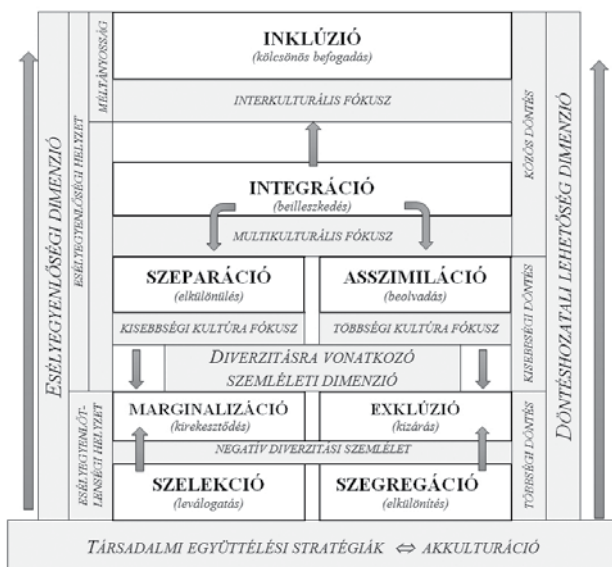 INKLÚZIÓ
(kölcsönös befogadás)
INTERKULTURÁLIS FÓKUSZ
INTEGRÁCIÓ
(beilleszkedés)
MULTIKULTURÁLIS FÓKUSZ
SZEPARÁCIÓ
(elkülönülés)
ASSZIMILÁCIÓ
(beolvadás)
KISEBBSÉGI KULTÚRA FÓKUSZ
TÖBBSÉGI KULTÚRA FÓKUSZ
DIVERZITÁSRA VONATKOZÓ
SZEMLÉLETI DIMENZIÓ
MARGINALIZÁCIÓ
(kirekesztődés)
EXKLÚZIÓ
(kizárás)
NEGATÍV DIVERZITÁSI SZEMLÉLET
SZELEKCIÓ
(leválogatás)
SZEGREGÁCIÓ
(elkülönítés)
ESÉLYEGYENLŐSÉGI DIMENZIÓ
MÉLTÁNYOSSÁG
ESÉLYEGYENLŐSÉGI HELYZET
ESÉLYEGYENLŐT-
LENSÉGI HELYZET
KÖZÖS DÖNTÉS
KISEBBSÉGI DÖNTÉS
TÖBBSÉGI DÖNTÉS
DÖNTÉSHOZATALI LEHETŐSÉG DIMENZIÓ
TÁRSADALMI EGYÜTTÉLÉSI STRATÉGIÁK ⇔ AKKULTURÁCIÓ